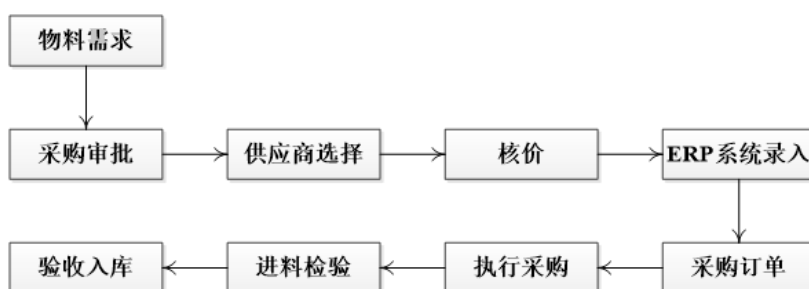 物料需求
采购审批
供应商选择
核价
ERP系统录入
采购订单
执行采购
进料检验
验收入库